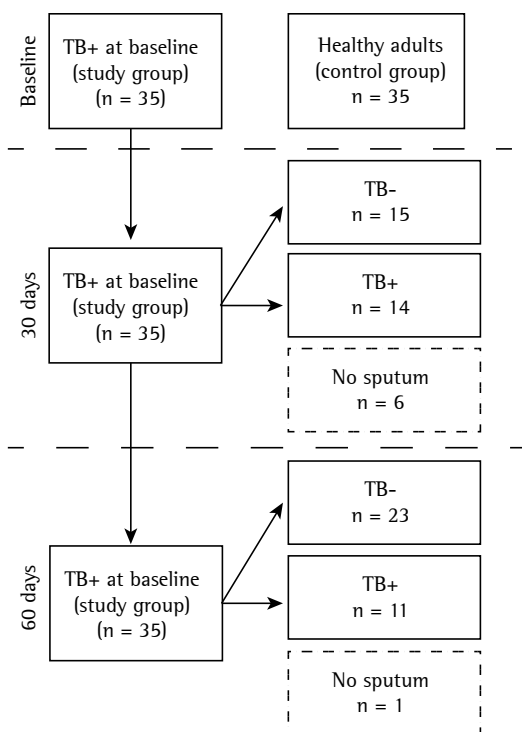 Baseline
TB+ at baseline
(study group)
(n = 35)
Healthy adults
(control group)
n = 35
30 days
TB+ at baseline
(study group)
(n = 35)
TB-
n = 15
TB+
n = 14
No sputum
n = 6
60 days
TB+ at baseline
(study group)
(n = 35)
TB-
n = 23
TB+
n = 11
No sputum
n = 1